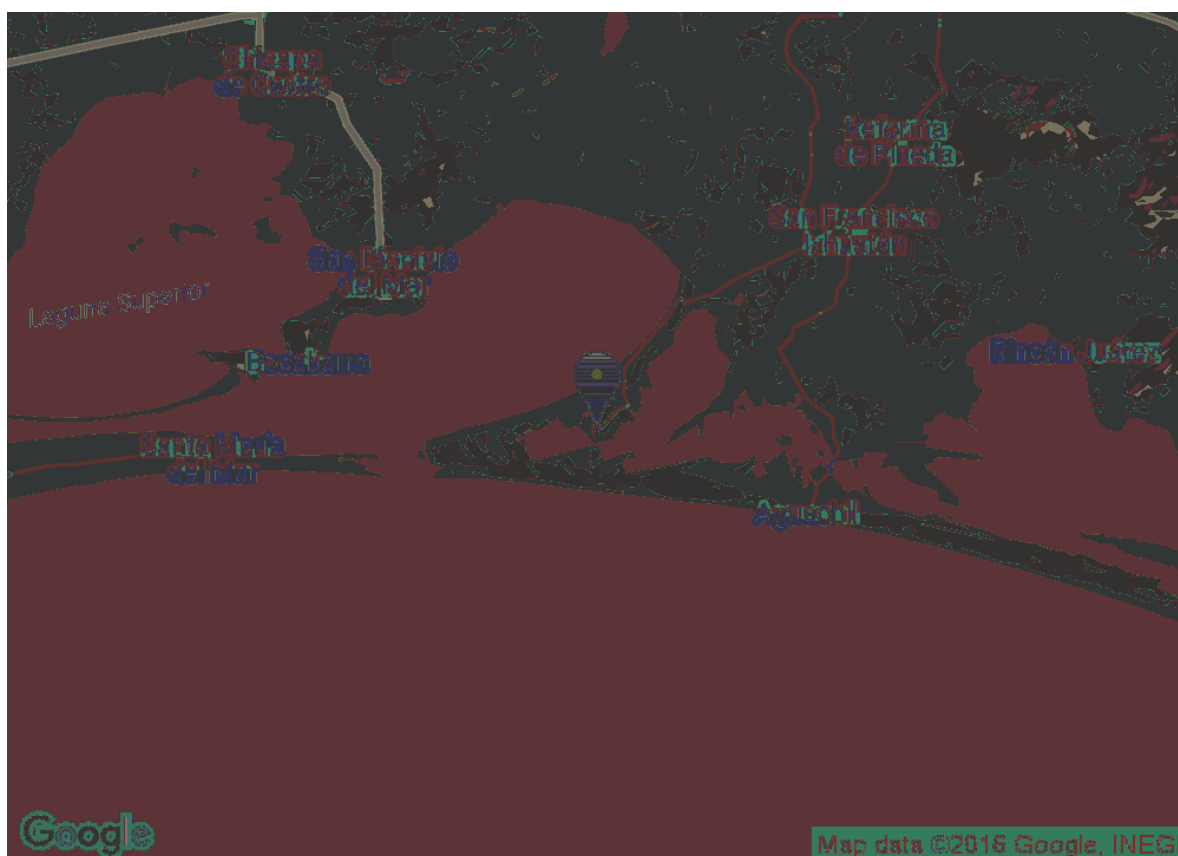 Chicapa
de Castro
Reforma
de Pineda
San Francisco
Ixhuatán
San Dionisio
del Mar
Laguna Superior
Rincón Juárez
Santa María
del Mar
Aguachil
Google
Map data ©2016 Google, INEG